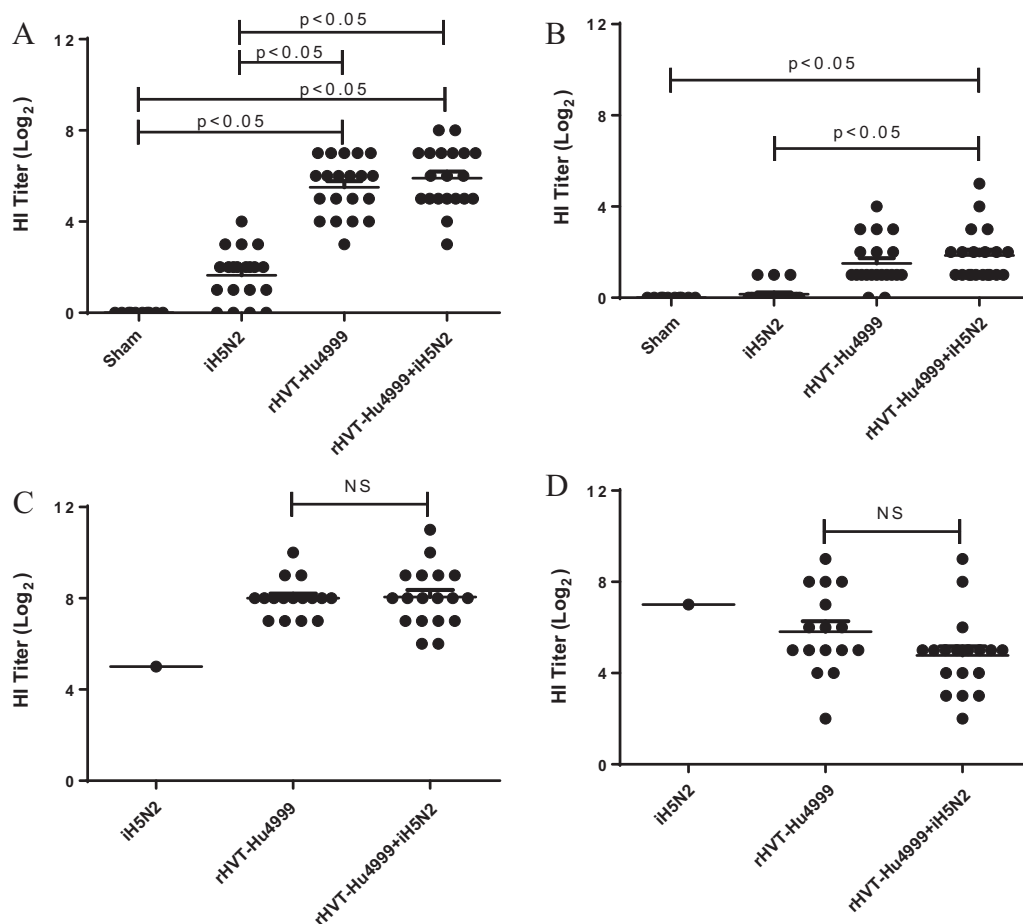 A
12
8
4
0
HI Titer (Log2)
p<0.05
p<0.05
p<0.05
p<0.05
Sham
iH5N2
rHVT-Hu4999
rHVT-Hu4999+iH5N2
B
12
8
4
0
HI Titer (Log2)
p<0.05
p<0.05
Sham
iH5N2
rHVT-Hu4999
rHVT-Hu4999+iH5N2
C
12
8
4
0
HI Titer (Log2)
NS
iH5N2
rHVT-Hu4999
rHVT-Hu4999+iH5N2
D
12
8
4
0
HI Titer (Log2)
NS
iH5N2
rHVT-Hu4999
rHVT-Hu4999+iH5N2